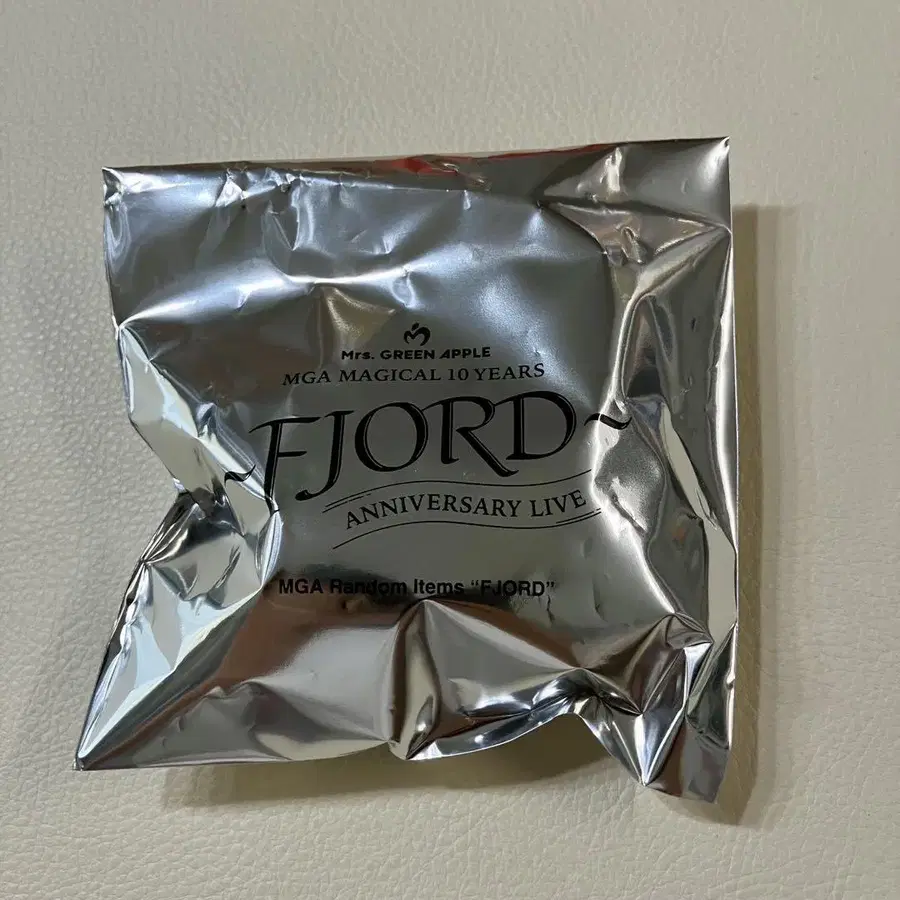 Mrs. GREEN APPLE
MGA MAGICAL 10 YEARS
~FJORD~
ANNIVERSARY LIVE
MGA Random Items “FJORD”